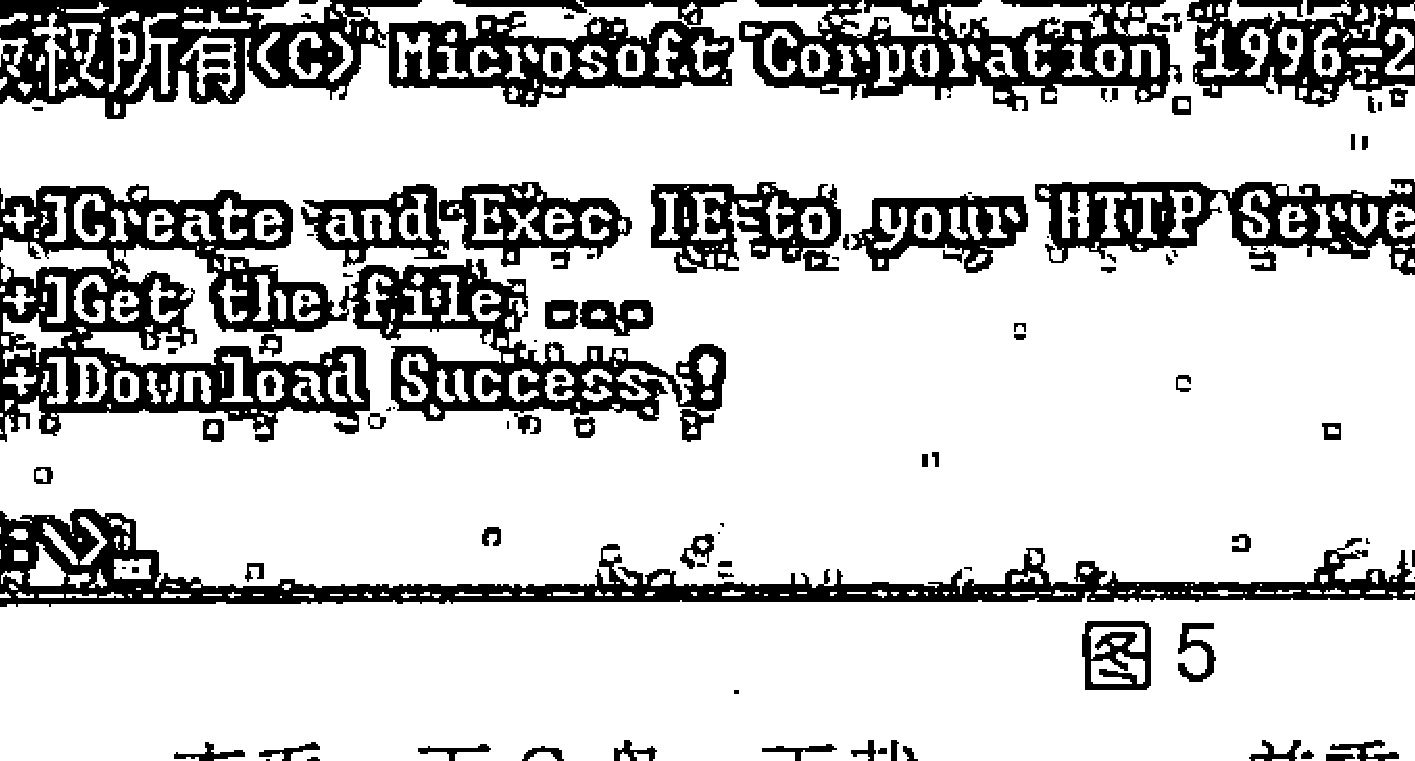 版权所有(C) Microsoft Corporation 1996-2
+]Create and Exec IE to your HTTP Serve
+]Get the file ...
+]Download Success !
:\>
图 5